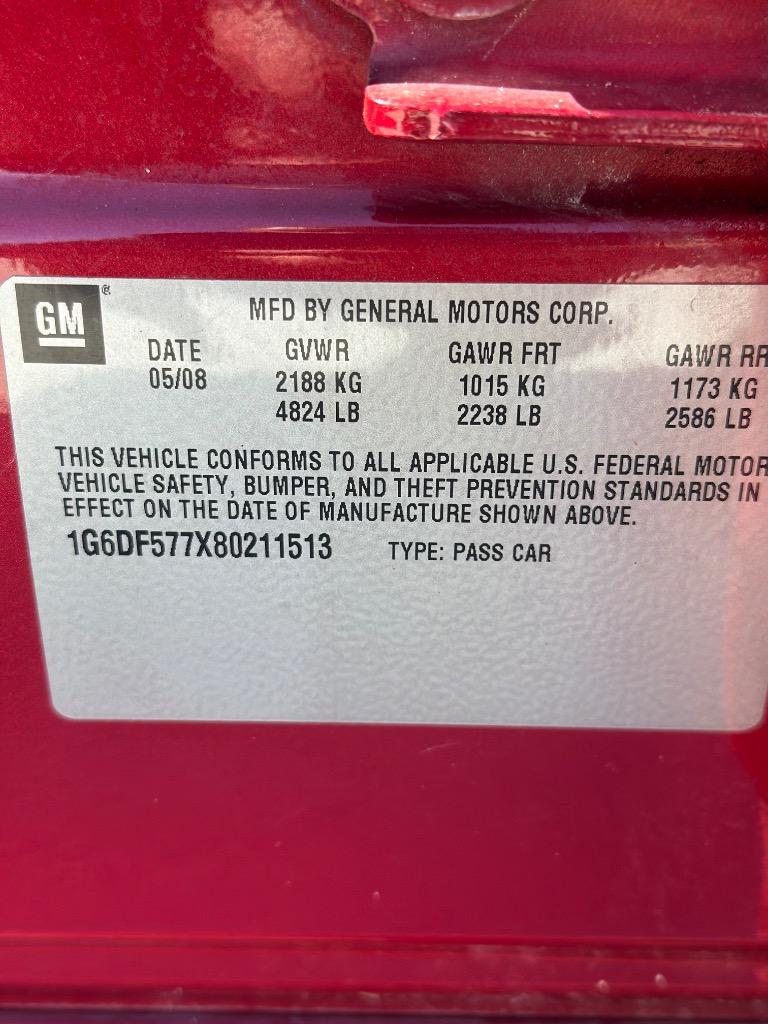 GM ®
MFD BY GENERAL MOTORS CORP.
DATE GVWR GAWR FRT GAWR RR
05/08 2188 KG 1015 KG 1173 KG
4824 LB 2238 LB 2586 LB
THIS VEHICLE CONFORMS TO ALL APPLICABLE U.S. FEDERAL MOTOR
VEHICLE SAFETY, BUMPER, AND THEFT PREVENTION STANDARDS IN
EFFECT ON THE DATE OF MANUFACTURE SHOWN ABOVE.
1G6DF577X80211513 TYPE: PASS CAR